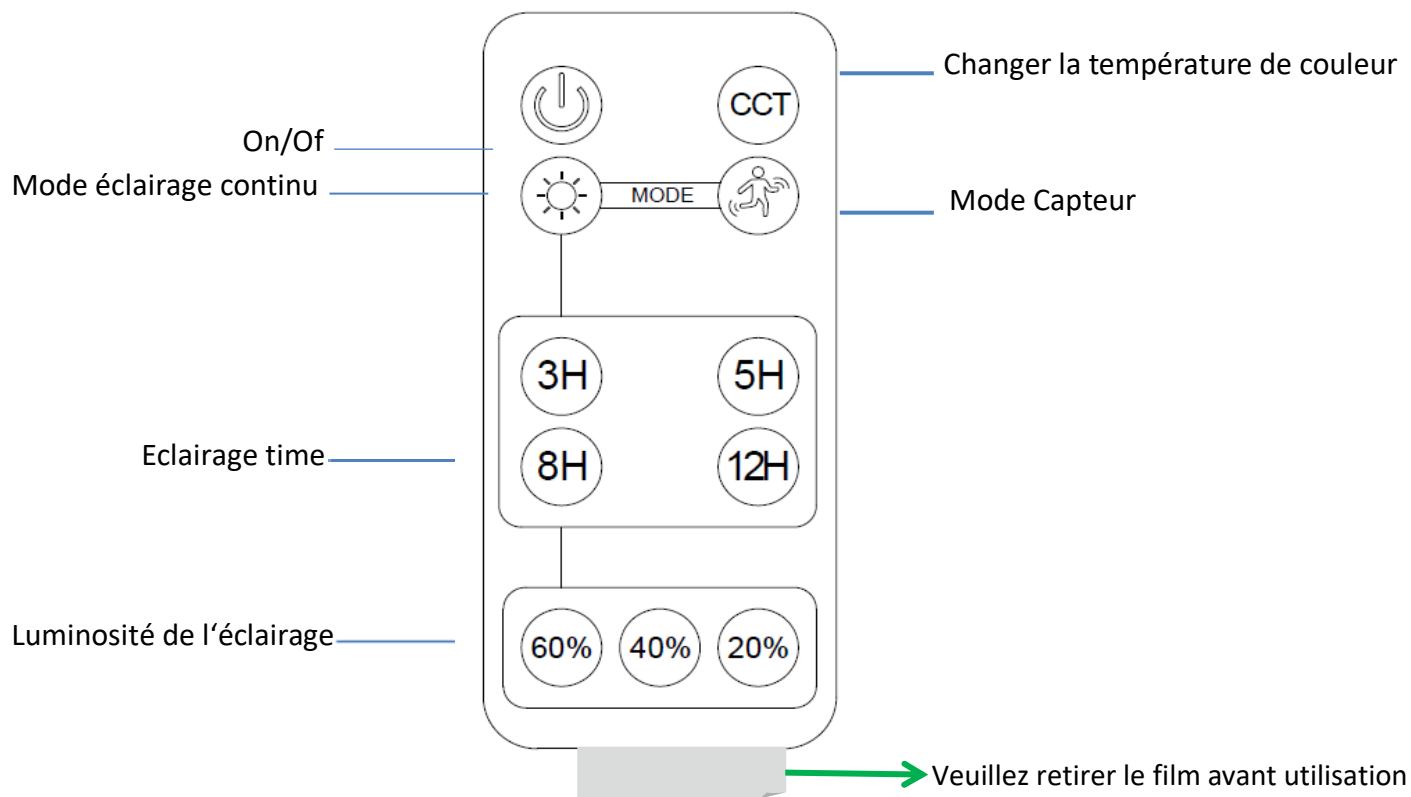 Changer la température de couleur
CCT
On/Of
Mode éclairage continu
MODE
Mode Capteur
3H
5H
Eclairage time
8H
12H
Luminosité de l‘éclairage
60%
40%
20%
Veuillez retirer le film avant utilisation